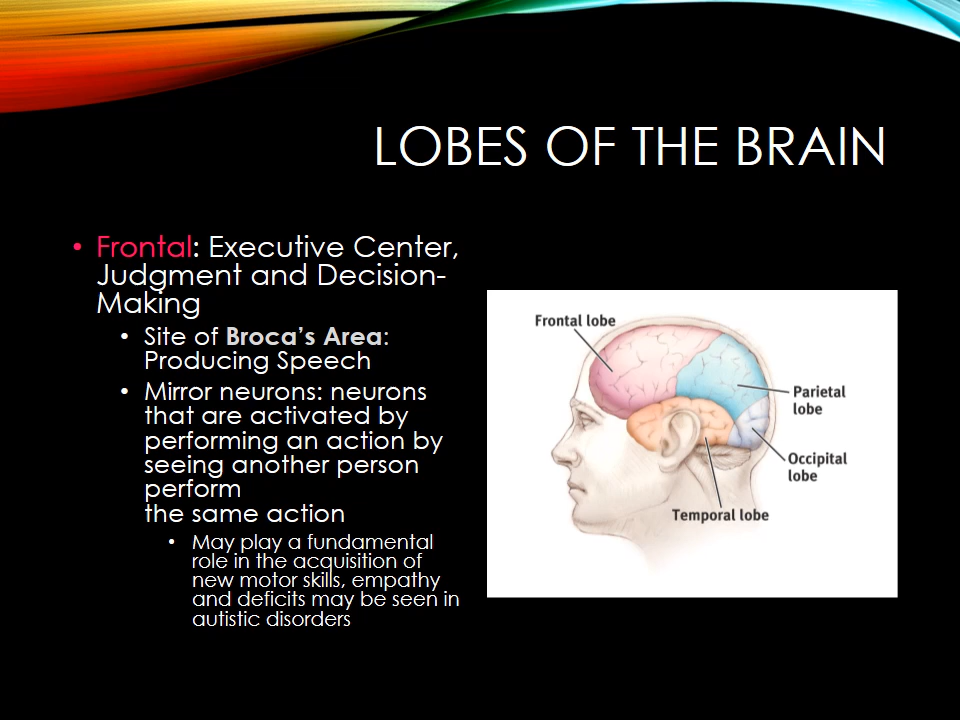 LOBES OF THE BRAIN
• Frontal: Executive Center,
Judgment and Decision-
Making
• Site of Broca's Area:
Producing Speech
• Mirror neurons: neurons
that are activated by
performing an action by
seeing another person
perform
the same action
• May play a fundamental
role in the acquisition of
new motor skills, empathy
and deficits may be seen in
autistic disorders
Frontal lobe
Parietal
lobe
Occipital
lobe
Temporal lobe